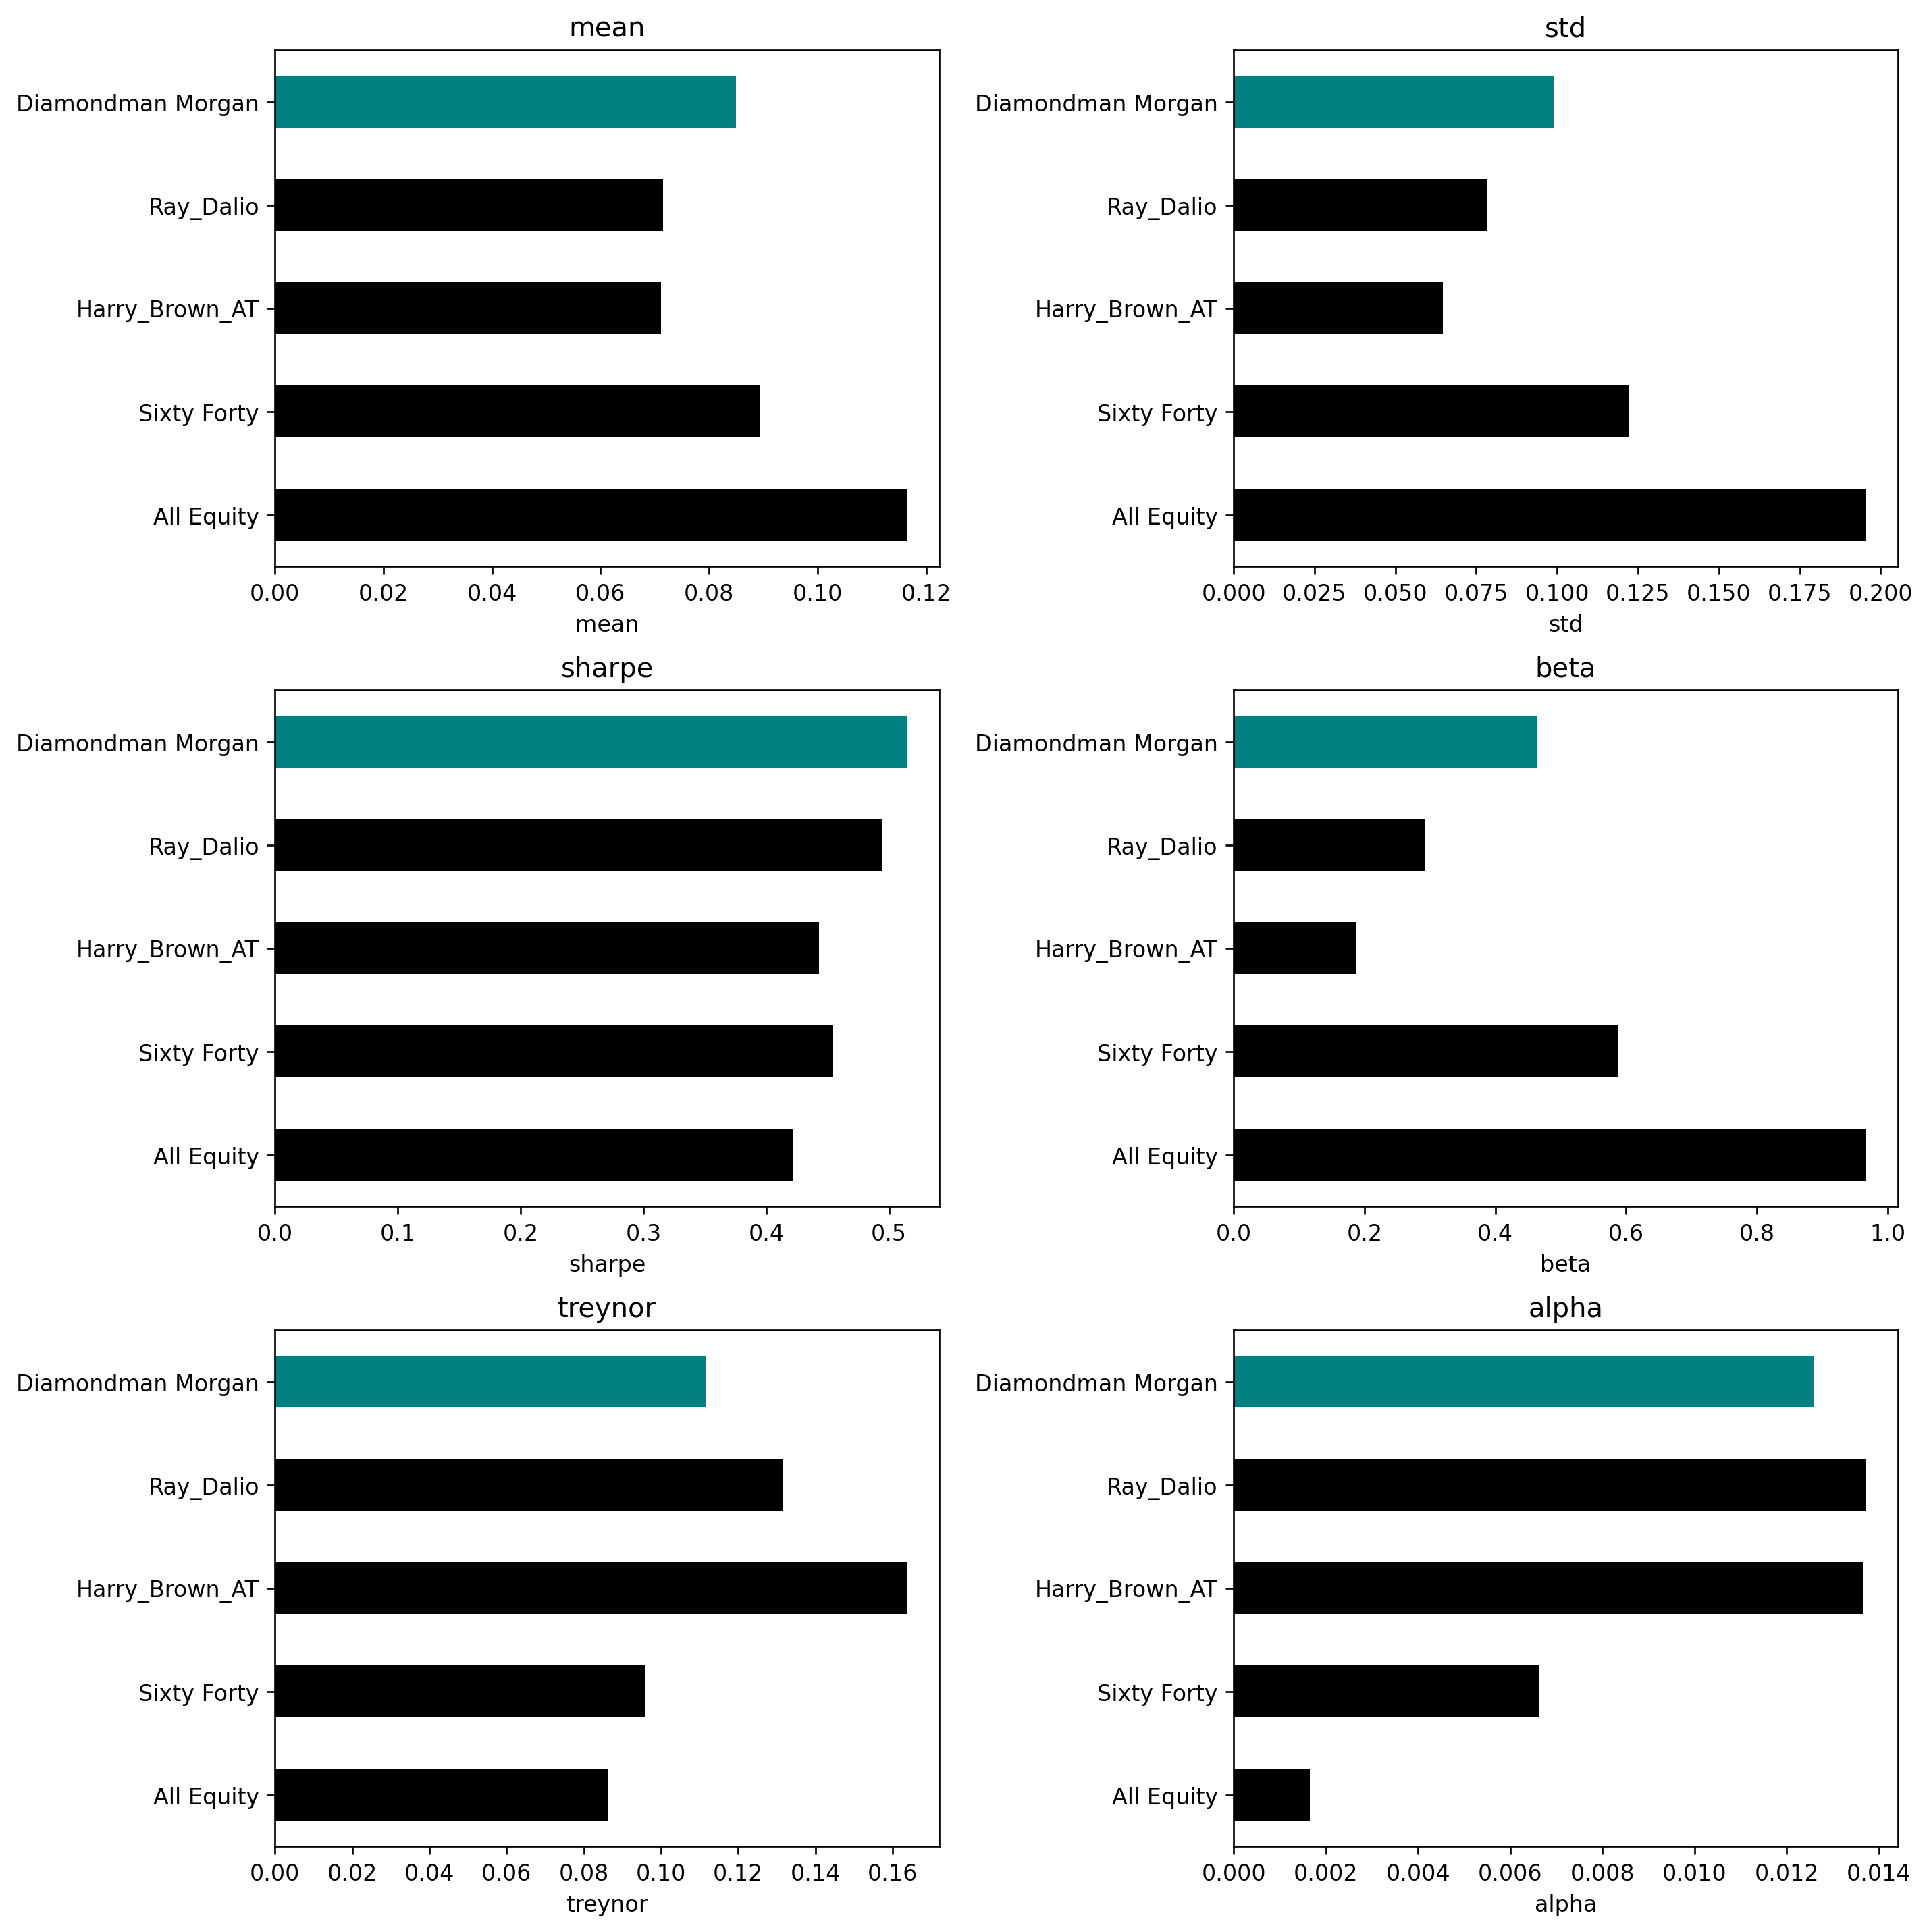 mean
Diamondman Morgan
Ray_Dalio
Harry_Brown_AT
Sixty Forty
All Equity
0.00 0.02 0.04 0.06 0.08 0.10 0.12
mean
std
Diamondman Morgan
Ray_Dalio
Harry_Brown_AT
Sixty Forty
All Equity
0.000 0.025 0.050 0.075 0.100 0.125 0.150 0.175 0.200
std
sharpe
Diamondman Morgan
Ray_Dalio
Harry_Brown_AT
Sixty Forty
All Equity
0.0 0.1 0.2 0.3 0.4 0.5
sharpe
beta
Diamondman Morgan
Ray_Dalio
Harry_Brown_AT
Sixty Forty
All Equity
0.0 0.2 0.4 0.6 0.8 1.0
beta
treynor
Diamondman Morgan
Ray_Dalio
Harry_Brown_AT
Sixty Forty
All Equity
0.00 0.02 0.04 0.06 0.08 0.10 0.12 0.14 0.16
treynor
alpha
Diamondman Morgan
Ray_Dalio
Harry_Brown_AT
Sixty Forty
All Equity
0.000 0.002 0.004 0.006 0.008 0.010 0.012 0.014
alpha